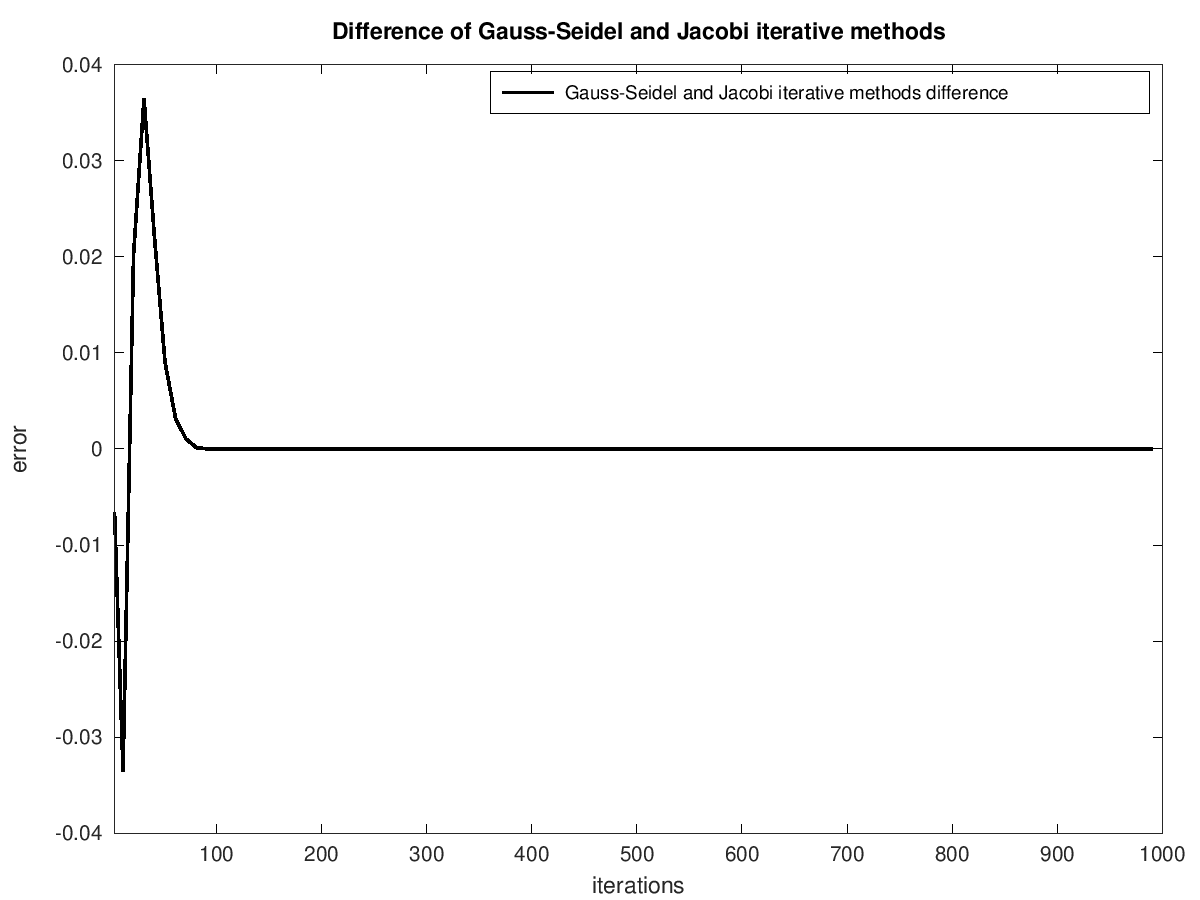 Difference of Gauss-Seidel and Jacobi iterative methods
Gauss-Seidel and Jacobi iterative methods difference
0.04
0.03
0.02
0.01
0
-0.01
-0.02
-0.03
-0.04
error
100 200 300 400 500 600 700 800 900 1000
iterations